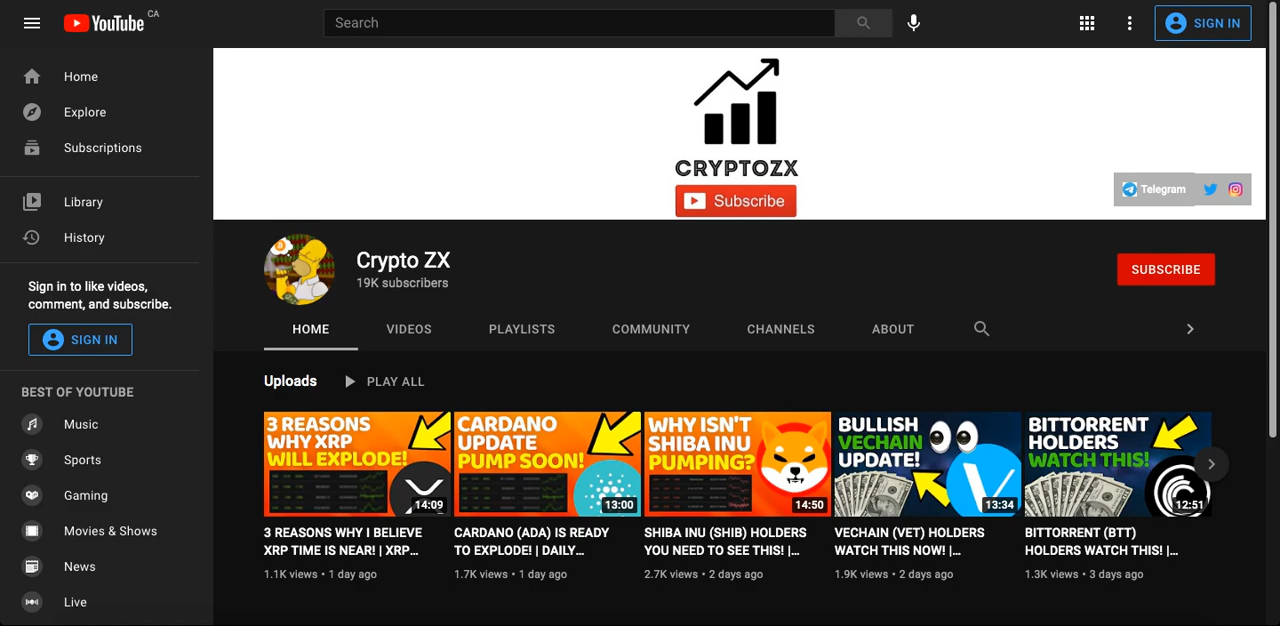 YouTube CA
Search
SIGN IN
Home
Explore
Subscriptions
Library
History
Sign in to like videos,
comment, and subscribe.
SIGN IN
BEST OF YOUTUBE
Music
Sports
Gaming
Movies & Shows
News
Live
CRYPTOZX
Subscribe
Telegram
Crypto ZX
19K subscribers
SUBSCRIBE
HOME VIDEOS PLAYLISTS COMMUNITY CHANNELS ABOUT
Uploads PLAY ALL
3 REASONS
WHY XRP
WILL EXPLODE!
14:09
3 REASONS WHY I BELIEVE
XRP TIME IS NEAR! | XRP...
1.1K views • 1 day ago
CARDANO
UPDATE
PUMP SOON!
13:00
CARDANO (ADA) IS READY
TO EXPLODE! | DAILY...
1.7K views • 1 day ago
WHY ISN'T
SHIBA INU
PUMPING?
14:50
SHIBA INU (SHIB) HOLDERS
YOU NEED TO SEE THIS! |...
2.7K views • 2 days ago
BULLISH
VECHAIN
UPDATE!
13:34
VECHAIN (VET) HOLDERS
WATCH THIS NOW! |...
1.9K views • 2 days ago
BITTORRENT
HOLDERS
WATCH THIS!
12:51
BITTORRENT (BTT)
HOLDERS WATCH THIS! |...
1.3K views • 3 days ago